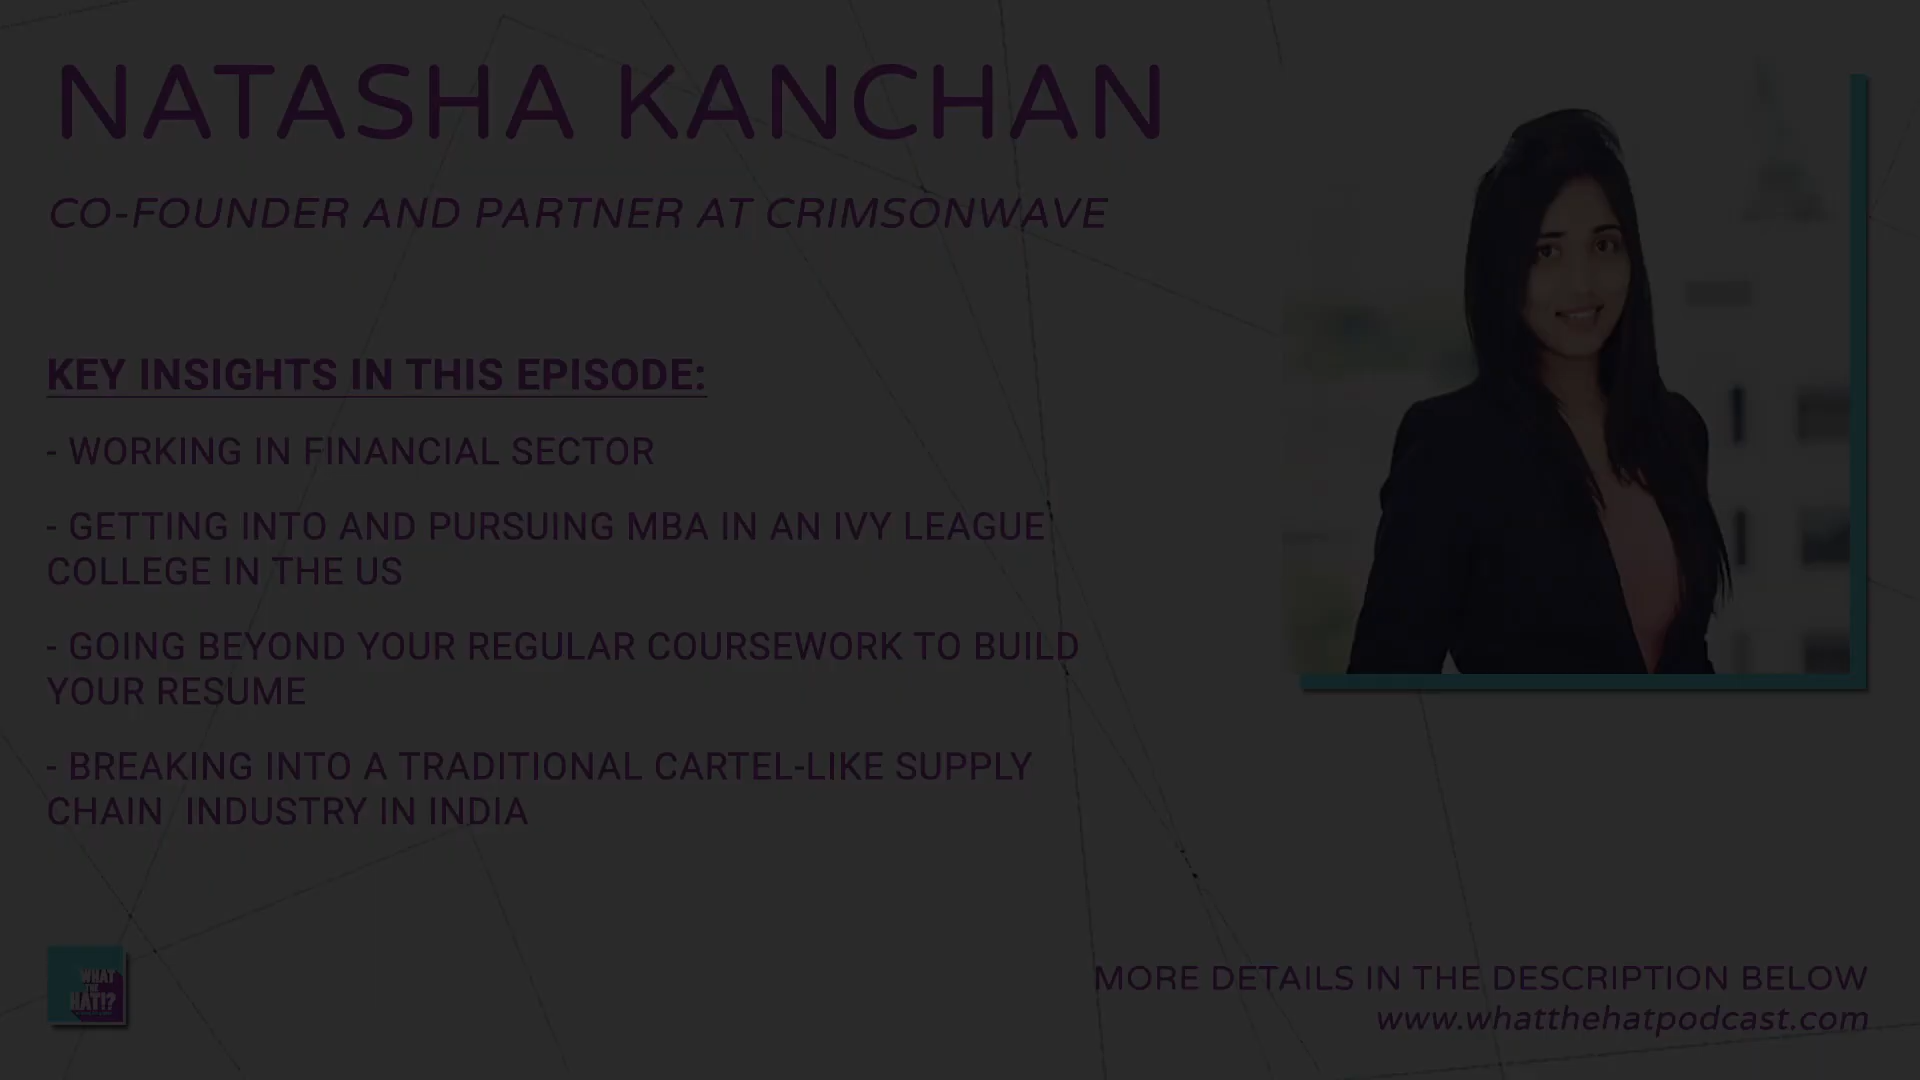 NATASHA KANCHAN
CO-FOUNDER AND PARTNER AT CRIMSONWAVE
KEY INSIGHTS IN THIS EPISODE:
- WORKING IN FINANCIAL SECTOR
- GETTING INTO AND PURSUING MBA IN AN IVY LEAGUE
COLLEGE IN THE US
- GOING BEYOND YOUR REGULAR COURSEWORK TO BUILD
YOUR RESUME
- BREAKING INTO A TRADITIONAL CARTEL-LIKE SUPPLY
CHAIN  INDUSTRY IN INDIA
WHAT
THE
HAT!?
MORE DETAILS IN THE DESCRIPTION BELOW
www.whatthehatpodcast.com